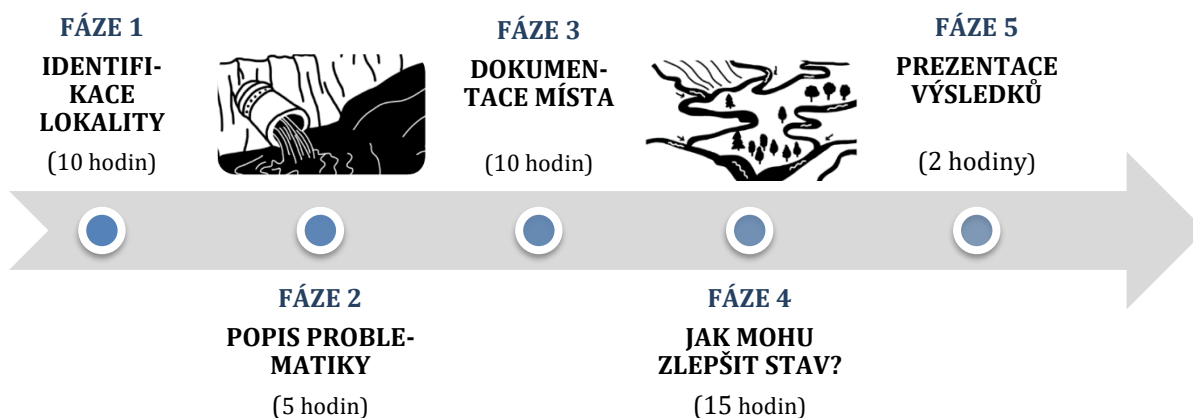 FÁZE 1
IDENTIFI-
KACE
LOKALITY
(10 hodin)
FÁZE 2
POPIS PROBLE-
MATIKY
(5 hodin)
FÁZE 3
DOKUMEN-
TACE MÍSTA
(10 hodin)
FÁZE 4
JAK MOHU
ZLEPŠIT STAV?
(15 hodin)
FÁZE 5
PREZENTACE
VÝSLEDKŮ
(2 hodiny)